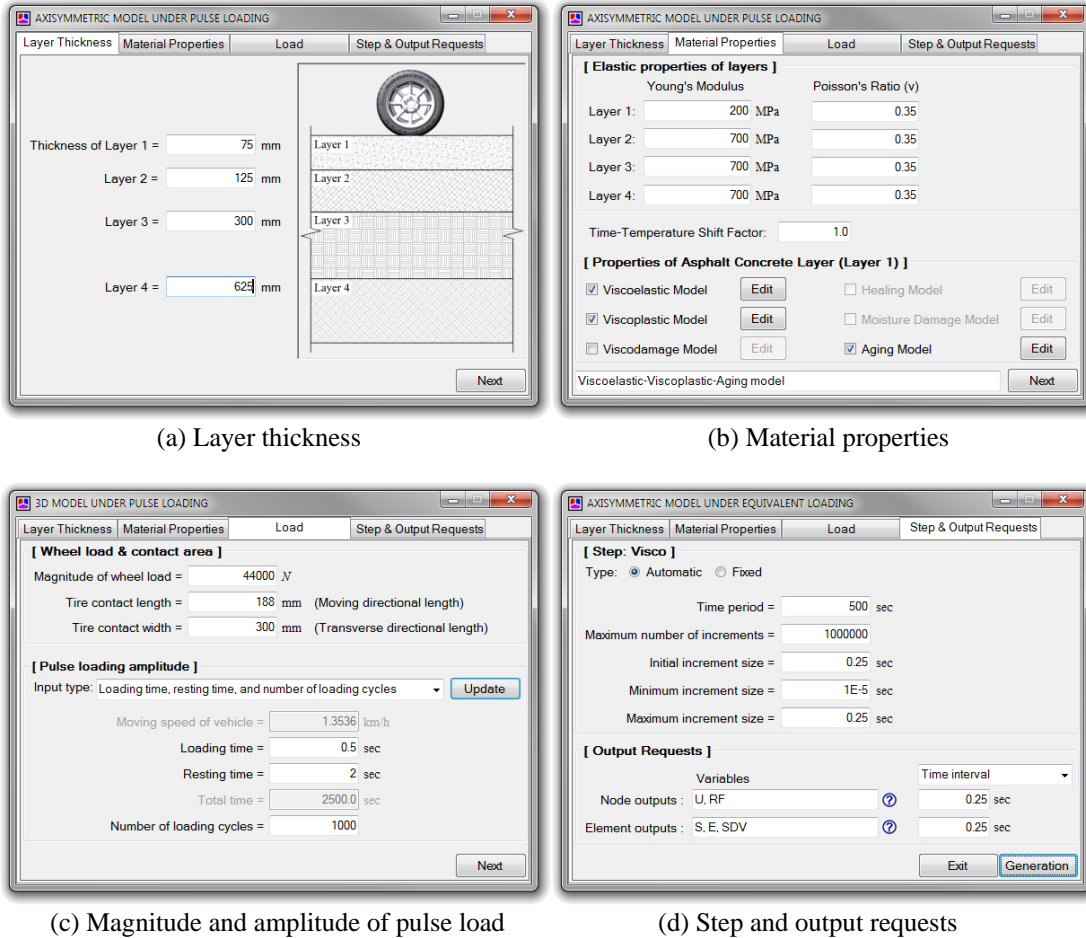 AXISYMMETRIC MODEL UNDER PULSE LOADING
Layer Thickness Material Properties Load Step & Output Requests
Thickness of Layer 1 = 75 mm
Layer 2 = 125 mm
Layer 3 = 300 mm
Layer 4 = 625 mm
Layer 1
Layer 2
Layer 3
Layer 4
Next
(a) Layer thickness
AXISYMMETRIC MODEL UNDER PULSE LOADING
Layer Thickness Material Properties Load Step & Output Requests
[ Elastic properties of layers ]
Young's Modulus Poisson's Ratio (v)
Layer 1: 200 MPa 0.35
Layer 2: 700 MPa 0.35
Layer 3: 700 MPa 0.35
Layer 4: 700 MPa 0.35
Time-Temperature Shift Factor: 1.0
[ Properties of Asphalt Concrete Layer (Layer 1) ]
Viscoelastic Model Edit Healing Model Edit
Viscoplastic Model Edit Moisture Damage Model Edit
Viscodamage Model Edit Aging Model Edit
Viscoelastic-Viscoplastic-Aging model Next
(b) Material properties
3D MODEL UNDER PULSE LOADING
Layer Thickness Material Properties Load Step & Output Requests
[ Wheel load & contact area ]
Magnitude of wheel load = 44000 N
Tire contact length = 188 mm (Moving directional length)
Tire contact width = 300 mm (Transverse directional length)
[ Pulse loading amplitude ]
Input type: Loading time, resting time, and number of loading cycles Update
Moving speed of vehicle = 1.3536 km/h
Loading time = 0.5 sec
Resting time = 2 sec
Total time = 2500.0 sec
Number of loading cycles = 1000
Next
(c) Magnitude and amplitude of pulse load
AXISYMMETRIC MODEL UNDER EQUIVALENT LOADING
Layer Thickness Material Properties Load Step & Output Requests
[ Step: Visco ]
Type: Automatic Fixed
Time period = 500 sec
Maximum number of increments = 1000000
Initial increment size = 0.25 sec
Minimum increment size = 1E-5 sec
Maximum increment size = 0.25 sec
[ Output Requests ]
Variables Time interval
Node outputs : U, RF ? 0.25 sec
Element outputs : S, E, SDV ? 0.25 sec
Exit Generation
(d) Step and output requests